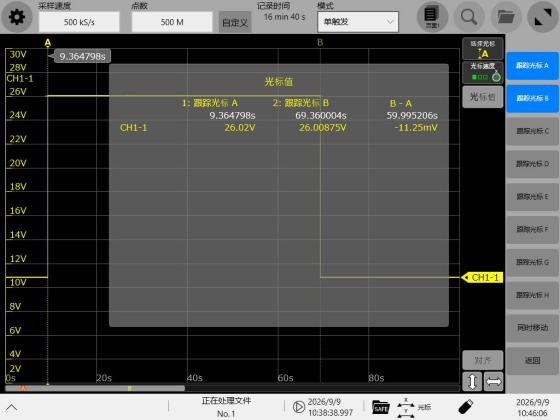 采样速度
500 kS/s
点数
500 M
自定义
记录时间
16 min 40 s
模式
单触发
页面1
A
B
9.364798s
30V
28V
CH1-1
26V
24V
22V
20V
18V
16V
14V
12V
10V
8V
6V
4V
2V
0s
20s
40s
60s
80s
光标值
1: 跟踪光标 A
2: 跟踪光标 B
B - A
9.364798s
69.360004s
59.995206s
CH1-1
26.02V
26.00875V
-11.25mV
CH1-1
选择光标
A
光标速度
光标值
对齐
跟踪光标 A
跟踪光标 B
跟踪光标 C
跟踪光标 D
跟踪光标 E
跟踪光标 F
跟踪光标 G
跟踪光标 H
同时移动
返回
正在处理文件
No. 1
2026/9/9
10:38:38.997
SAFE
X
Y
光标
2026/9/9
10:46:06